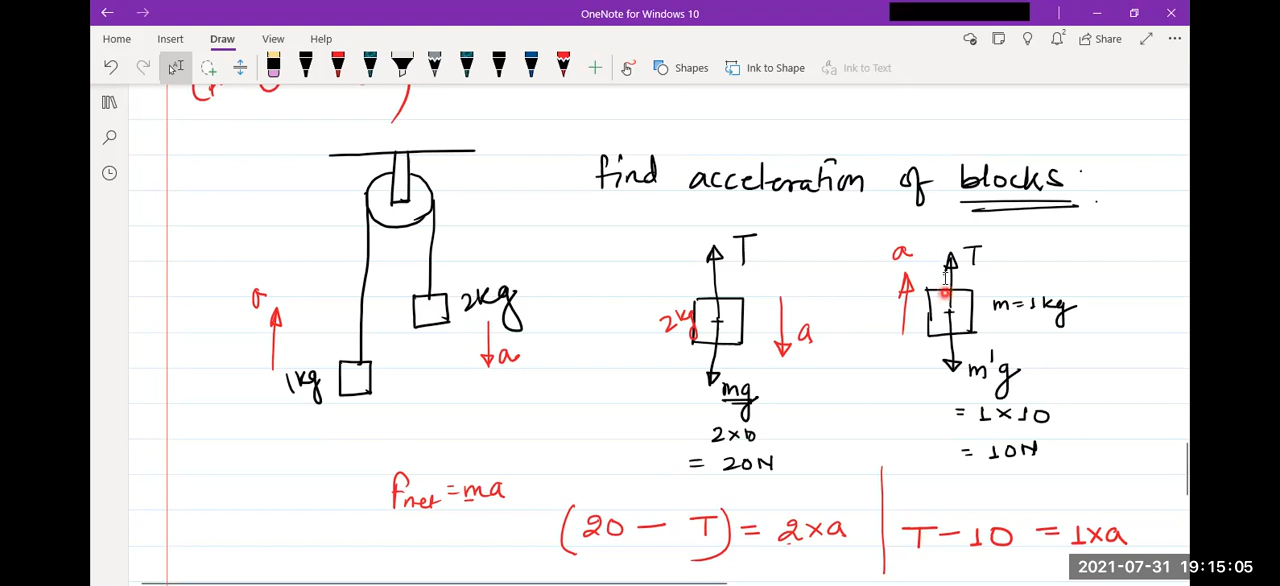 OneNote for Windows 10
Home Insert Draw View Help
Share
Shapes Ink to Shape Ink to Text
find acceleration of blocks.
T
a T
a 2kg
2kg a
m = 1kg
a
1kg
mg
m'g
2 × 10
= 1 × 10
= 20N
= 10N
Fnet = ma
(20 - T) = 2 × a
T - 10 = 1 × a
2021-07-31 19:15:05